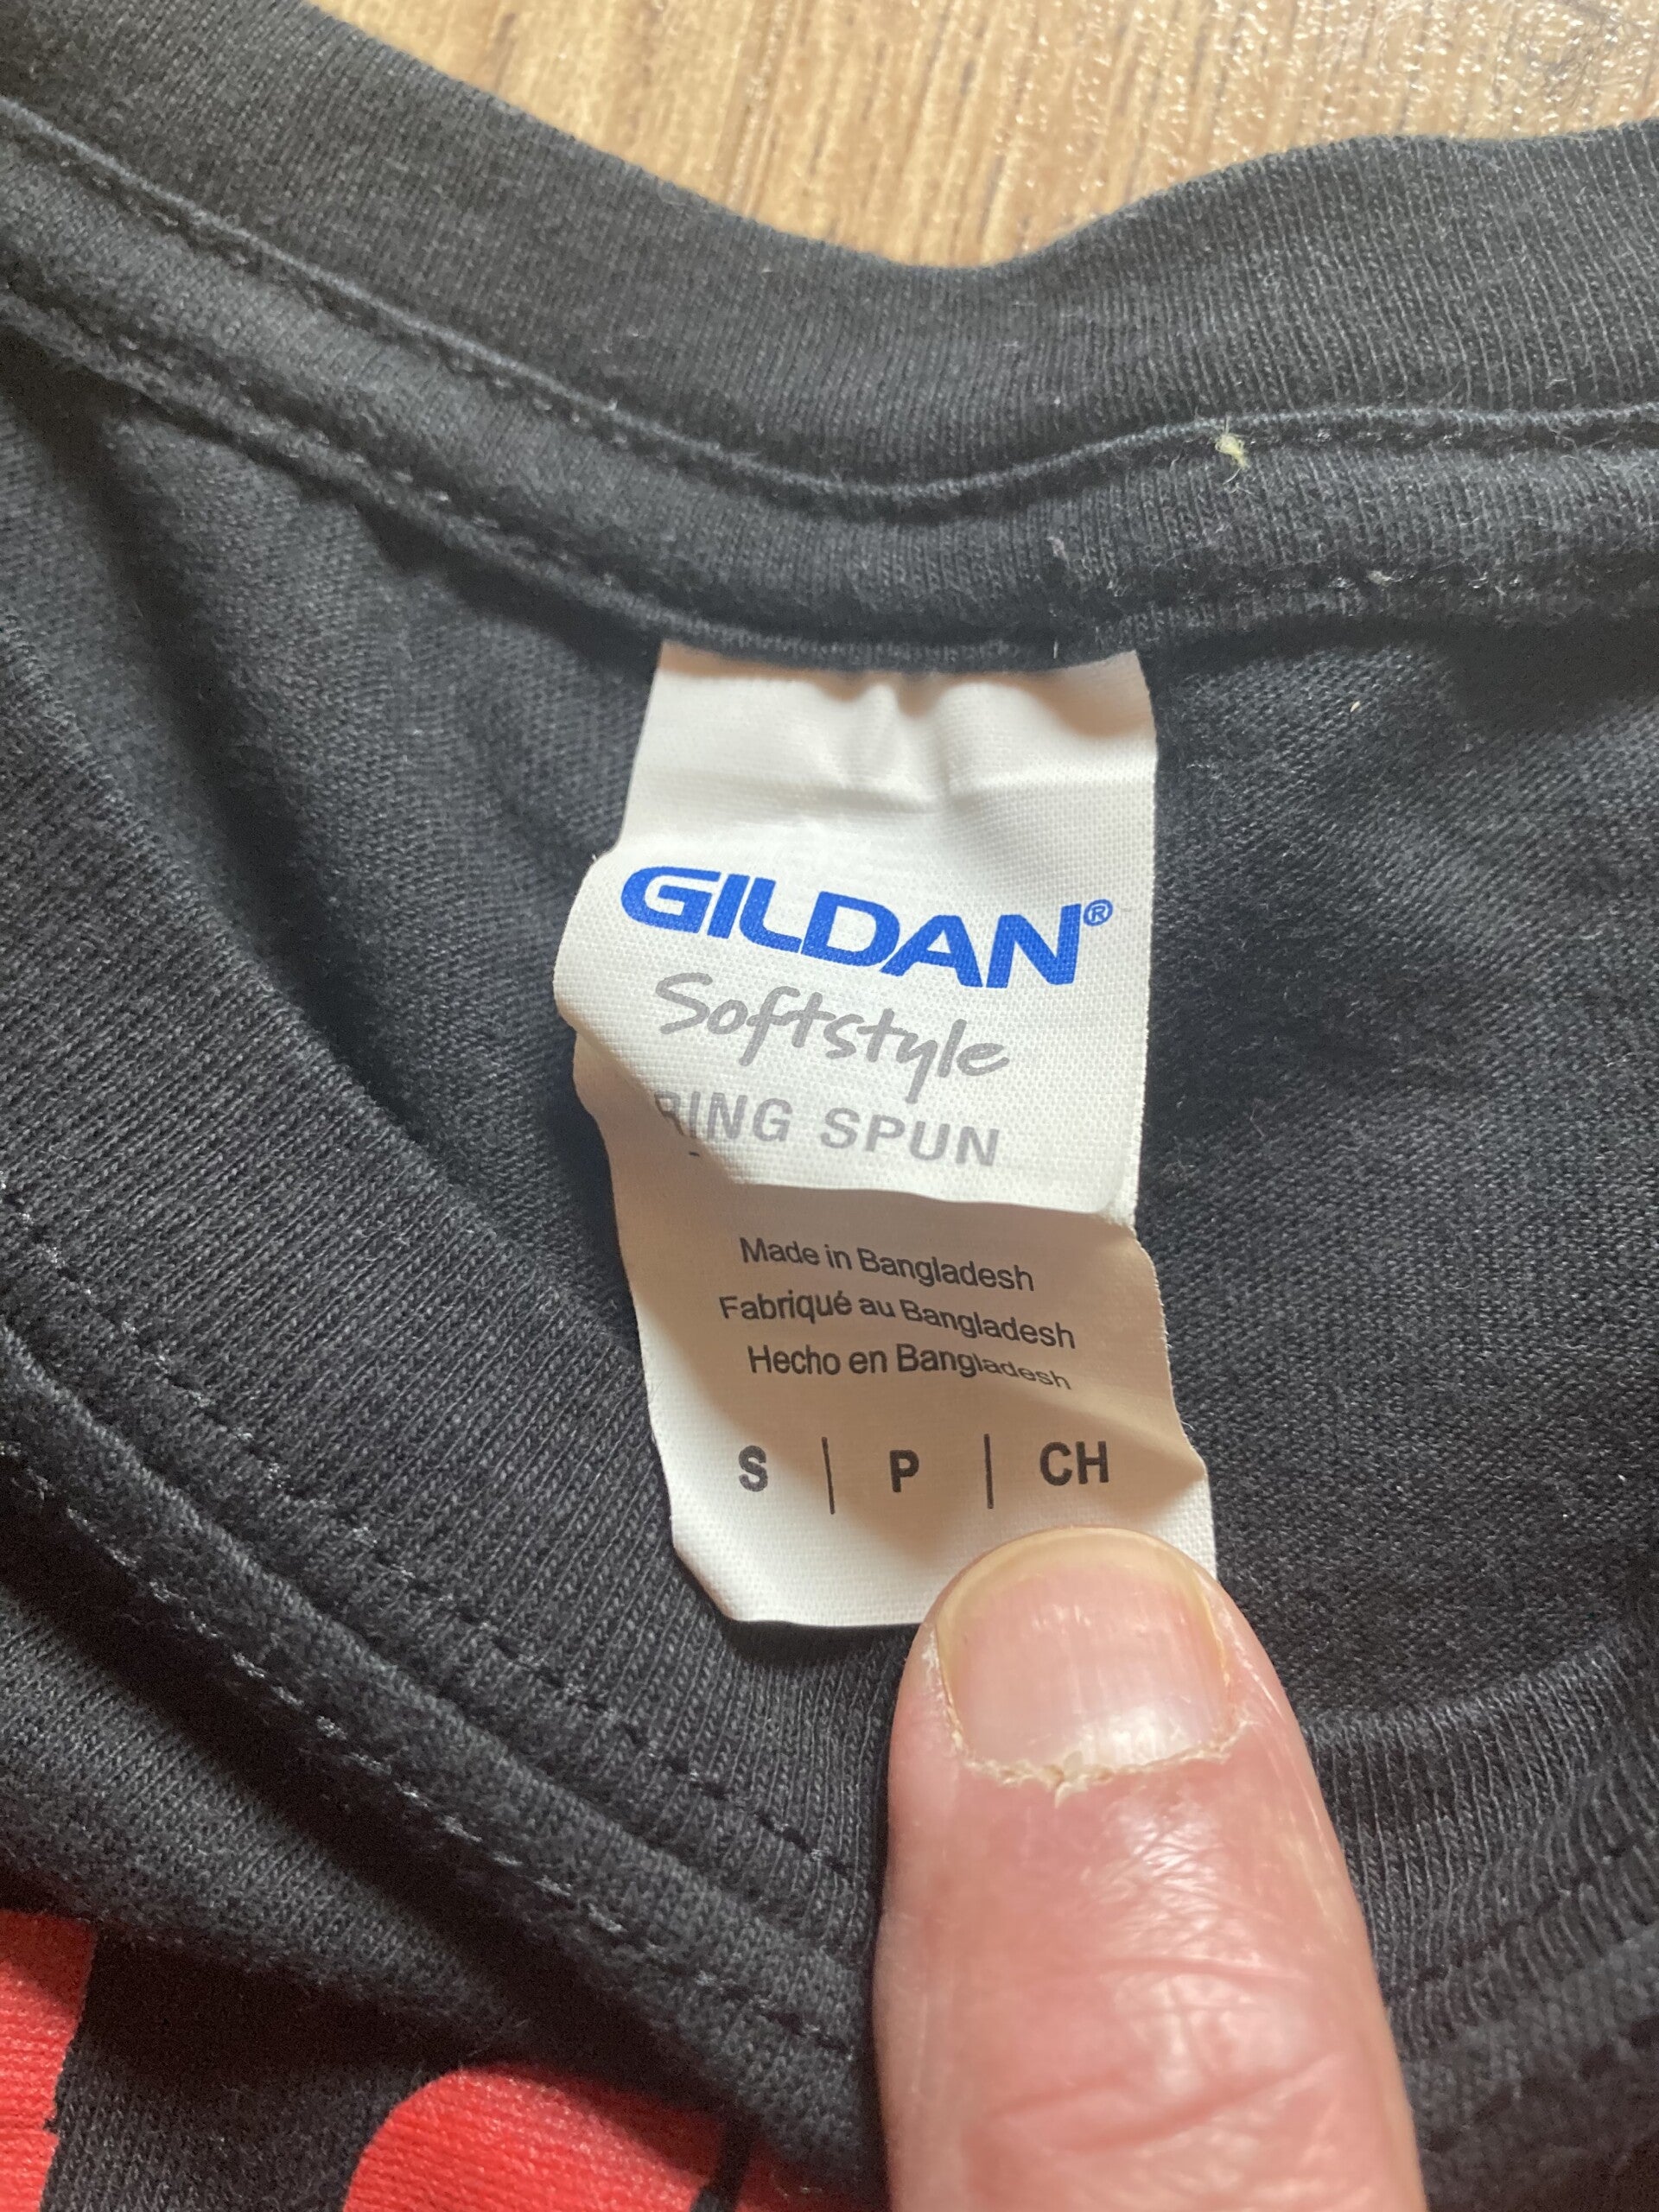 GILDAN®
Softstyle
RING SPUN
Made in Bangladesh
Fabriqué au Bangladesh
Hecho en Bangladesh
S | P | CH